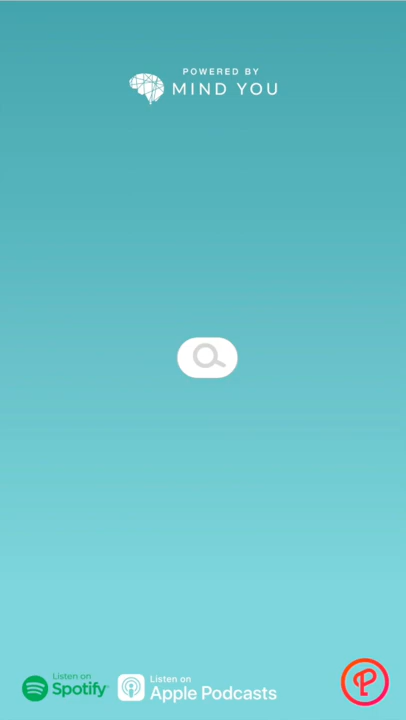 POWERED BY
MIND YOU
Listen on
Spotify
Listen on
Apple Podcasts